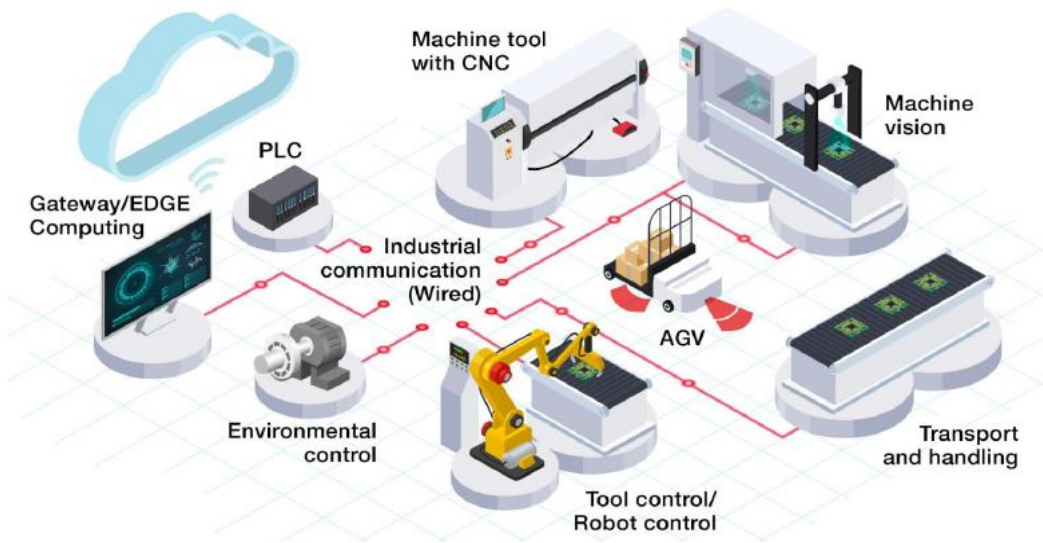 Machine tool
with CNC
Machine
vision
PLC
Gateway/EDGE
Computing
Industrial
communication
(Wired)
AGV
Environmental
control
Transport
and handling
Tool control/
Robot control